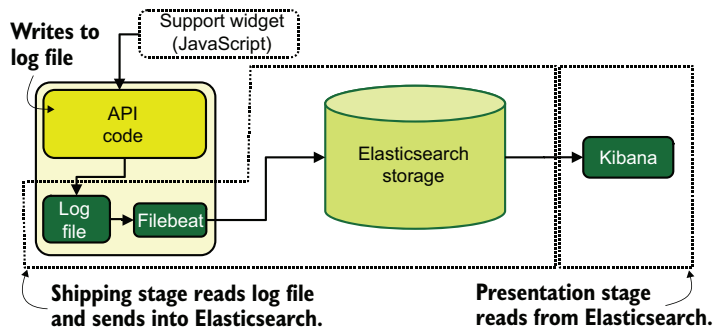 Writes to
log file
Support widget
(JavaScript)
API
code
Elasticsearch
storage
Kibana
Log
file
Filebeat
Shipping stage reads log file
and sends into Elasticsearch.
Presentation stage
reads from Elasticsearch.